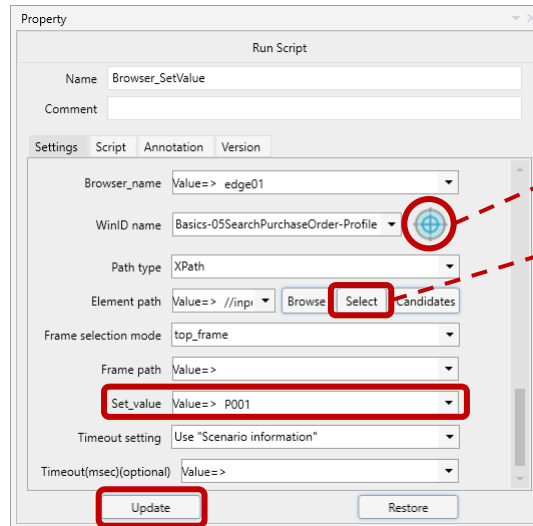 Property
Run Script
Name Browser_SetValue
Comment
Settings Script Annotation Version
Browser_name Value=> edge01
WinID name Basics-05SearchPurchaseOrder-Profile
Path type XPath
Element path Value=> //inpu Browse Select Candidates
Frame selection mode top_frame
Frame path Value=>
Set_value Value=> P001
Timeout setting Use "Scenario information"
Timeout(msec)(optional) Value=>
Update Restore